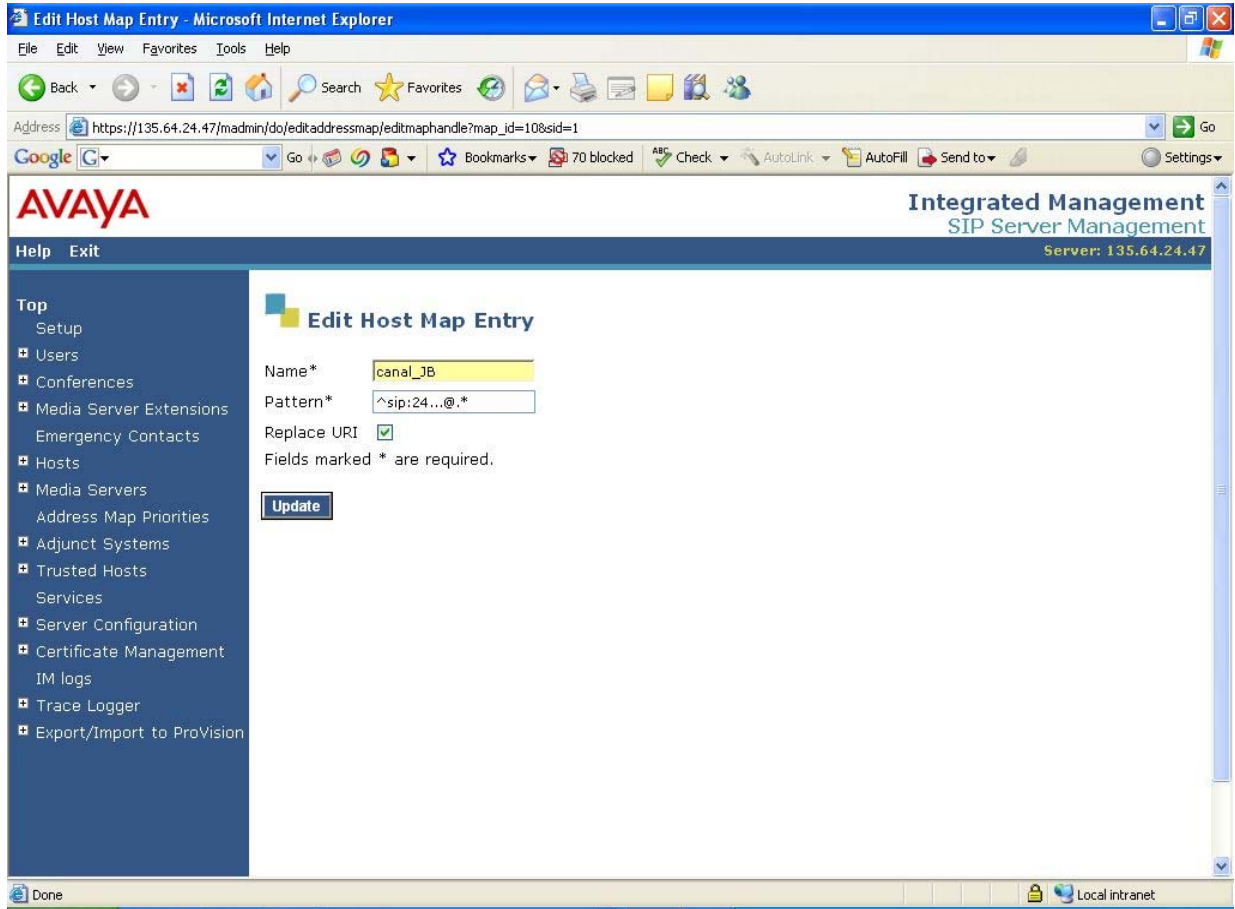 Edit Host Map Entry - Microsoft Internet Explorer
File Edit View Favorites Tools Help
Back Search Favorites
Address https://135.64.24.47/madmin/do/editaddressmap/editmaphandle?map_id=10&sid=1 Go
Google G Go Bookmarks 70 blocked ABC Check AutoLink AutoFill Send to Settings
AVAYA
Integrated Management
SIP Server Management
Help Exit
Server: 135.64.24.47
Top
Setup
Users
Conferences
Media Server Extensions
Emergency Contacts
Hosts
Media Servers
Address Map Priorities
Adjunct Systems
Trusted Hosts
Services
Server Configuration
Certificate Management
IM logs
Trace Logger
Export/Import to ProVision
Edit Host Map Entry
Name* canal_JB
Pattern* ^sip:24...@.*
Replace URI
Fields marked * are required.
Update
Done Local intranet